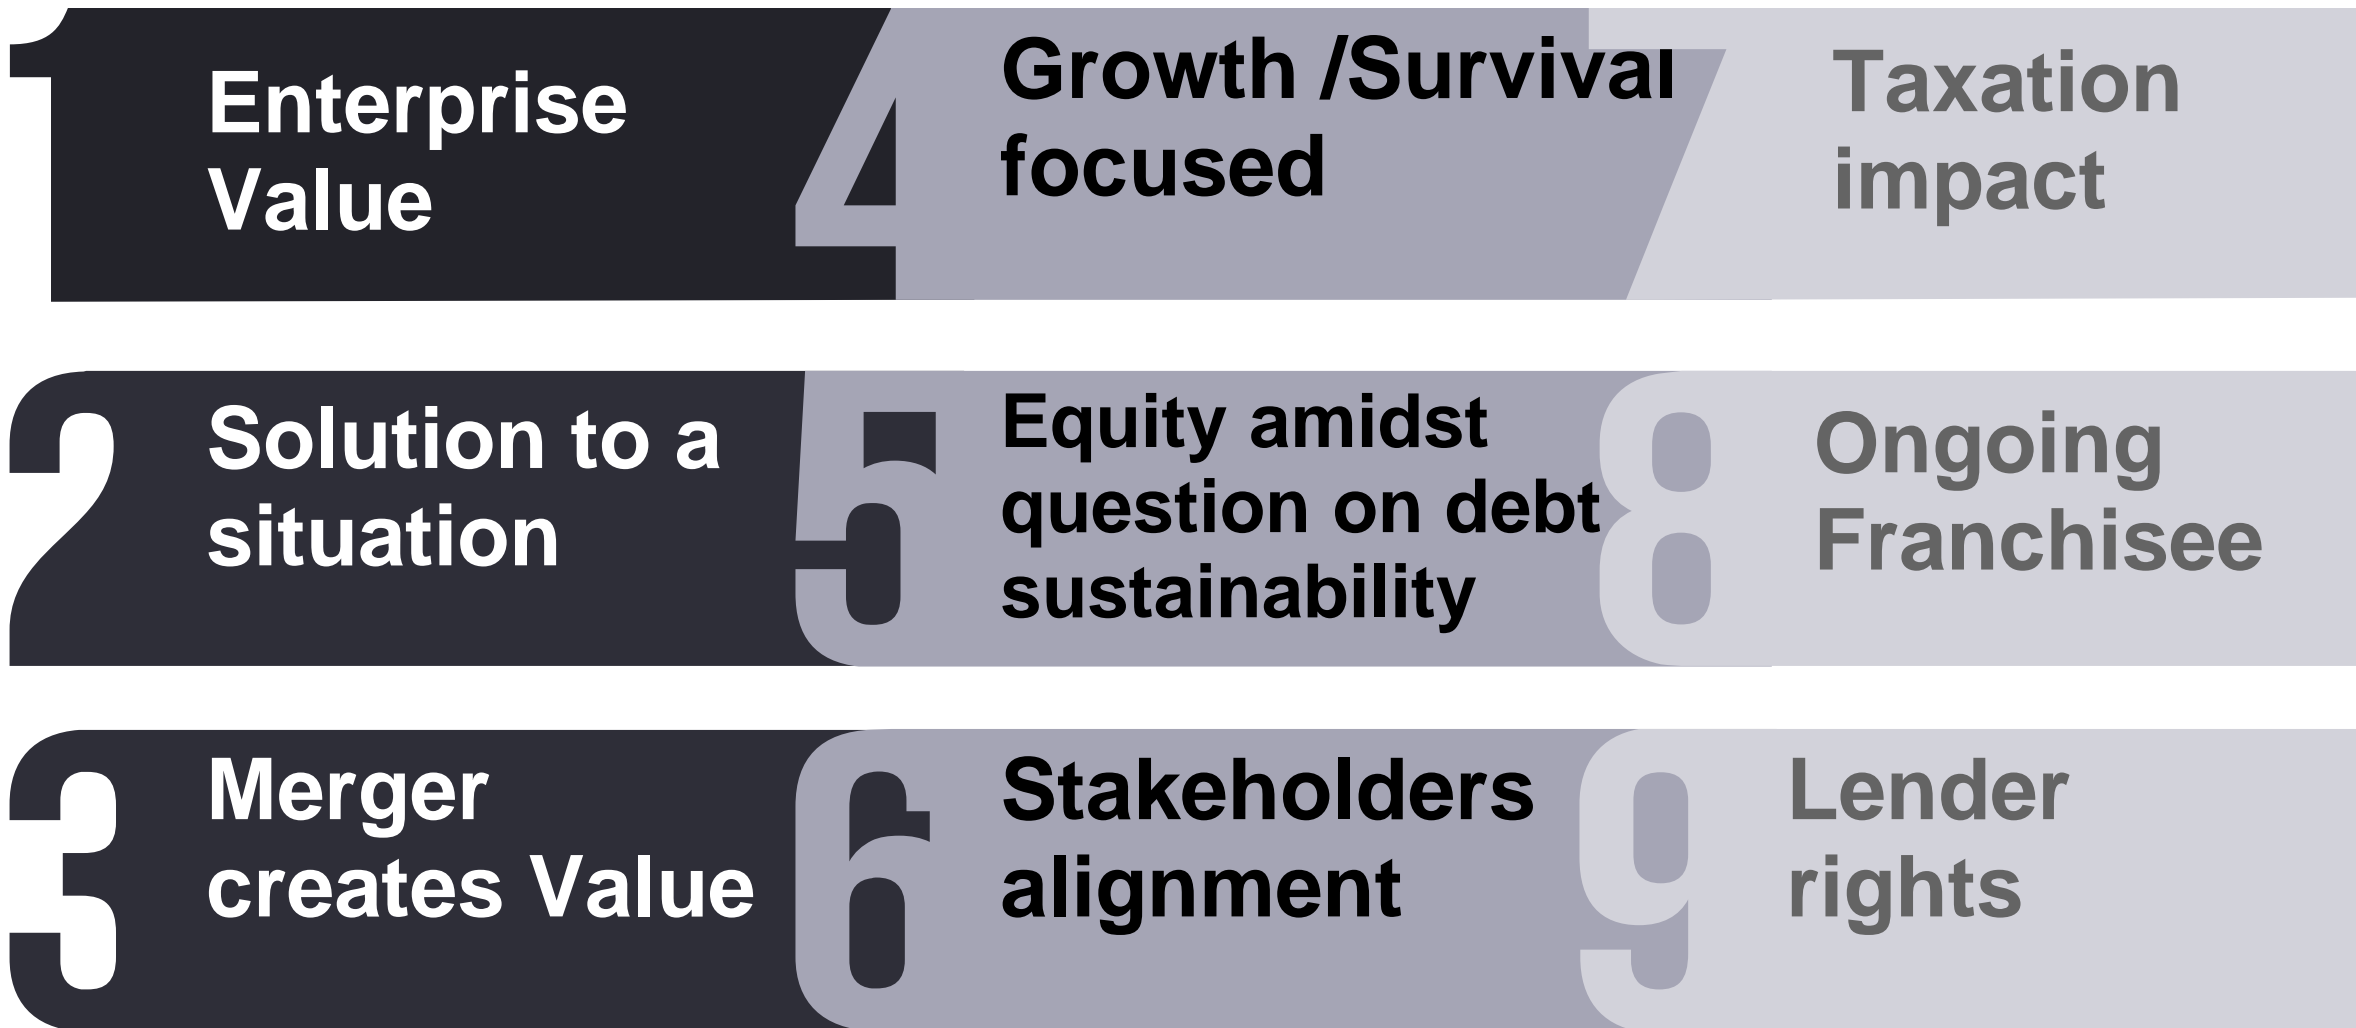 1
Enterprise
Value
2
Solution to a
situation
3
Merger
creates Value
4
Growth /Survival
focused
5
Equity amidst
question on debt
sustainability
6
Stakeholders
alignment
7
Taxation
impact
8
Ongoing
Franchisee
9
Lender
rights